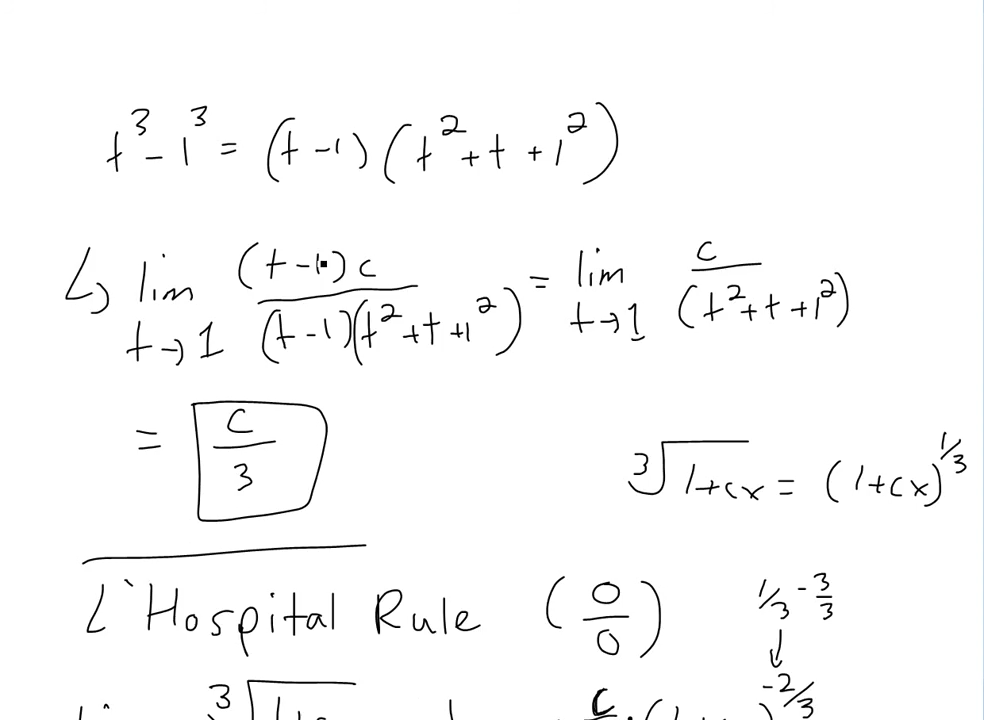 t³ - 1³ = (t - 1)(t² + t + 1²)
↳ lim t→1 (t-1)c / (t-1)(t² + t + 1²) = lim t→1 c / (t² + t + 1²)
= c/3
³√1+cx = (1+cx)^1/3
L'Hospital Rule (0/0)
1/3 - 3/3
↓
-2/3